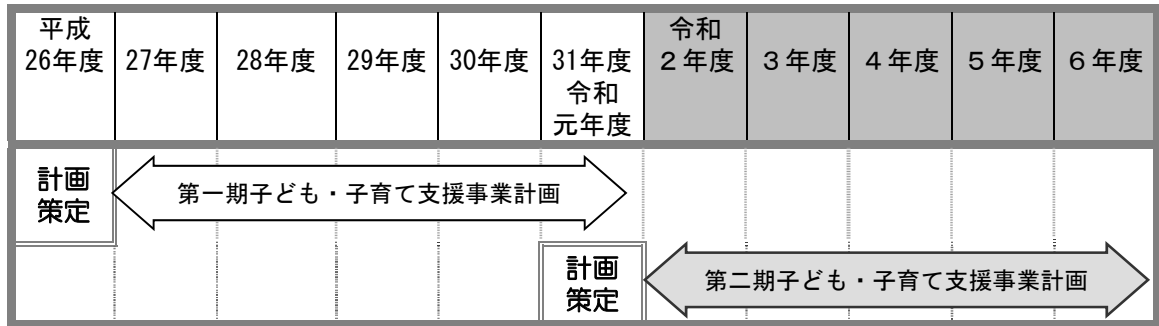 平成
26年度
27年度
28年度
29年度
30年度
31年度
令和
元年度
令和
２年度
３年度
４年度
５年度
６年度
計画
策定
第一期子ども・子育て支援事業計画
計画
策定
第二期子ども・子育て支援事業計画